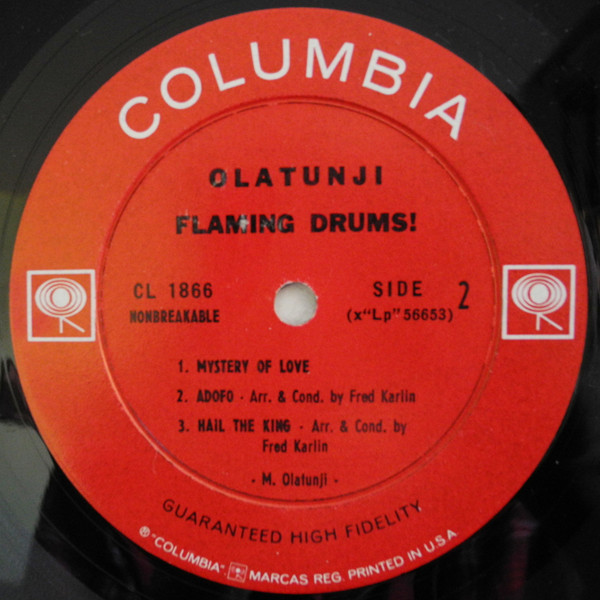 COLUMBIA
OLATUNJI
FLAMING DRUMS!
CL 1866
NONBREAKABLE
SIDE 2
(x"Lp" 56653)
1. MYSTERY OF LOVE
2. ADOFO · Arr. & Cond. by Fred Karlin
3. HAIL THE KING · Arr. & Cond. by
Fred Karlin
- M. Olatunji -
GUARANTEED HIGH FIDELITY
® "COLUMBIA", MARCAS REG. PRINTED IN U.S.A.